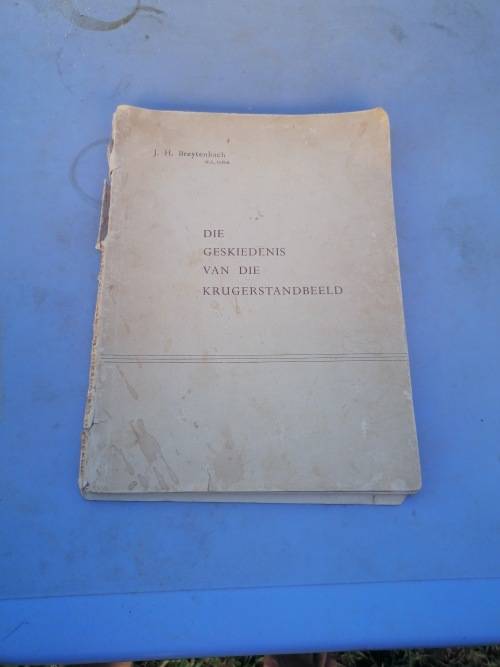 J. H. Breytenbach
DIE
GESKIEDENIS
VAN DIE
KRUGERSTANDBEELD